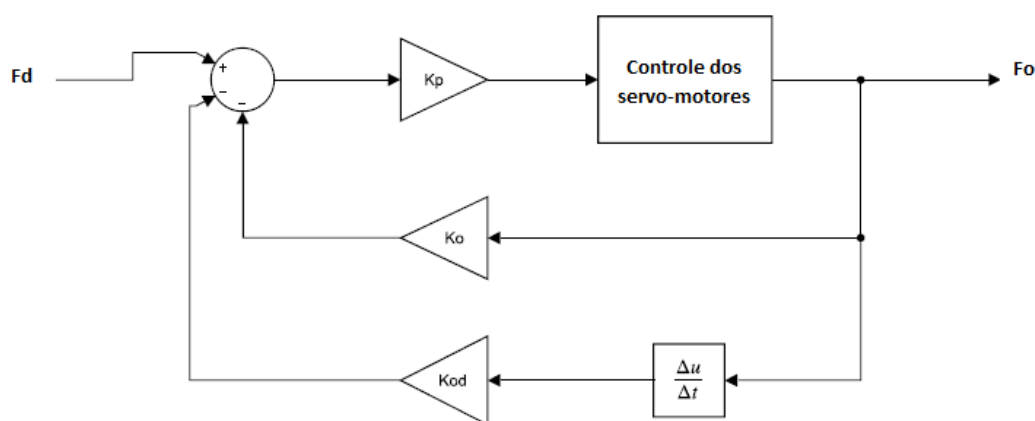 Fd
+
−
−
Kp
Controle dos
servo-motores
Fo
Ko
Kod
Δu
Δt